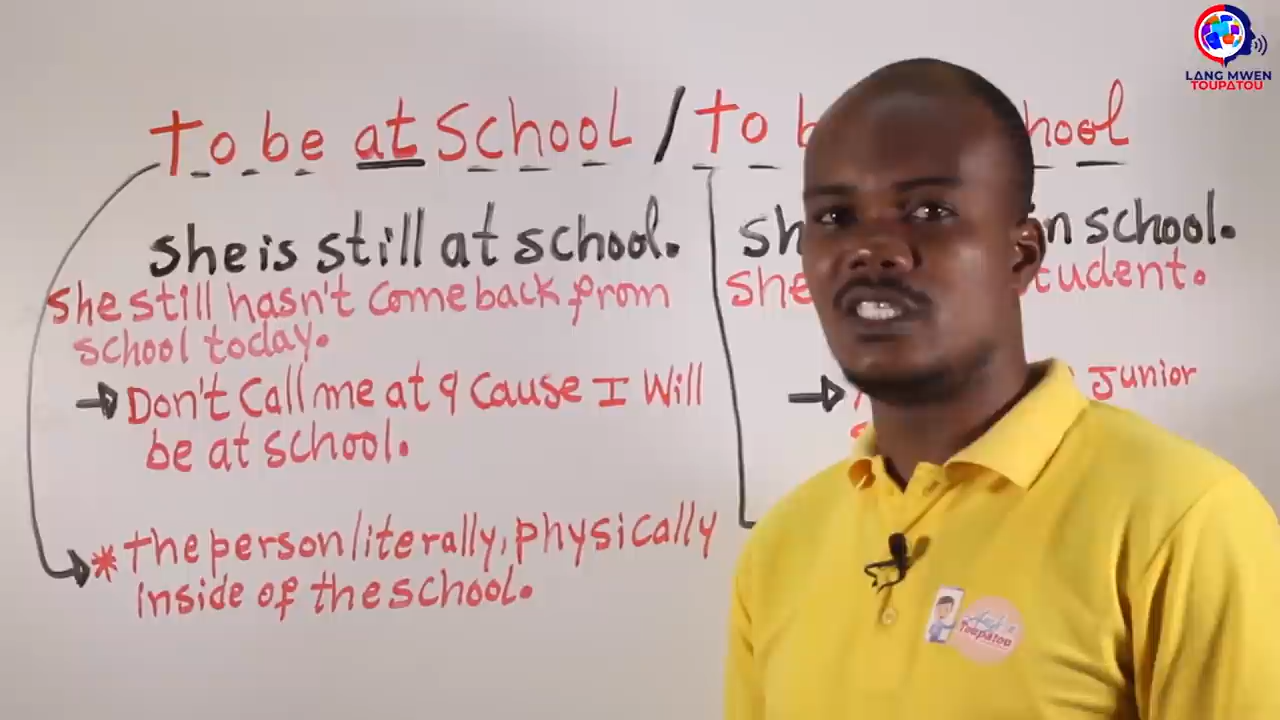 LANG MWEN
TOUPATOU
To be at School / To b hool
she is still at school.
She still hasn't come back from
school today.
→ Don't call me at 9 cause I will
be at school.
* The person literally, physically
inside of the school.
sh n school.
She tudent.
→ Junior
Toupatou